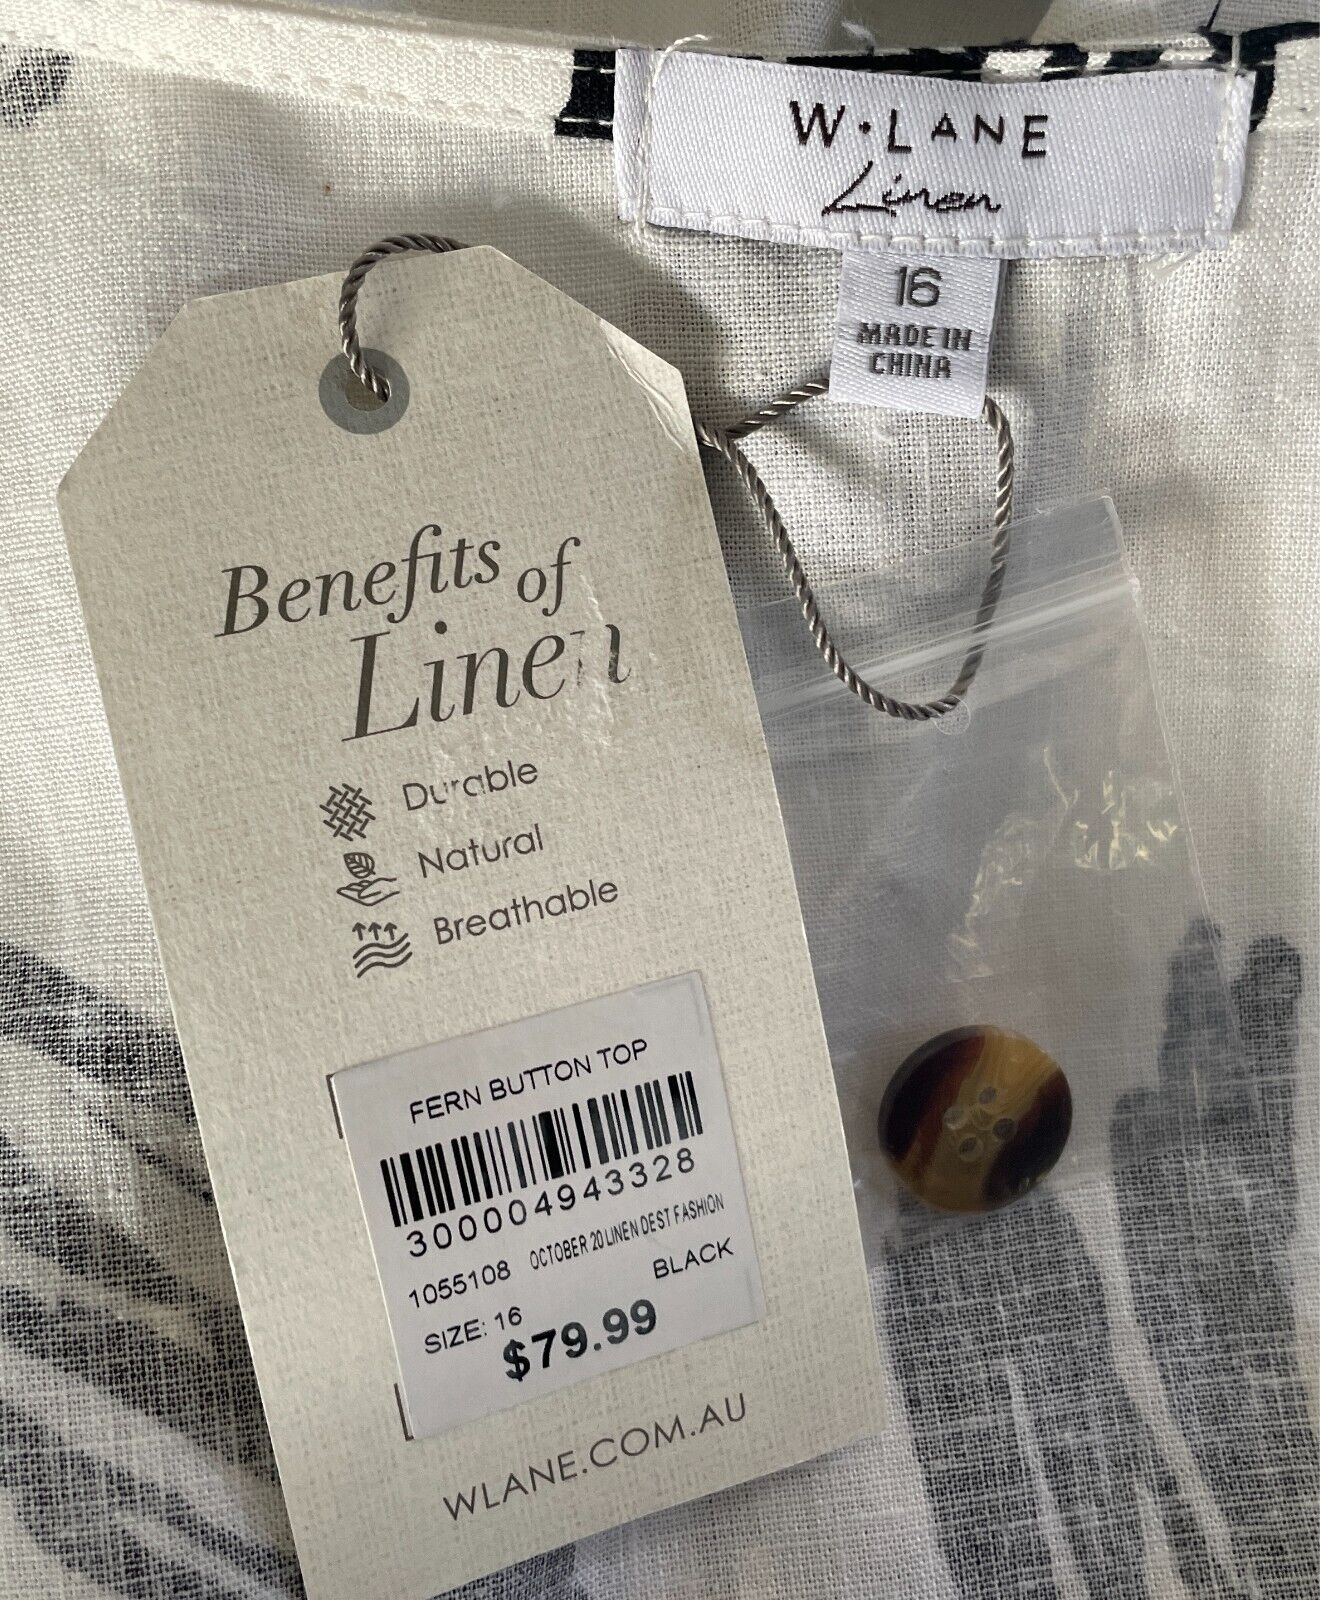 W·LANE
Linen
16
MADE IN
CHINA
Benefits of
Linen
Durable
Natural
Breathable
FERN BUTTON TOP
300004943328
1055108 OCTOBER 20 LINEN DEST FASHION
BLACK
SIZE: 16
$79.99
WLANE.COM.AU